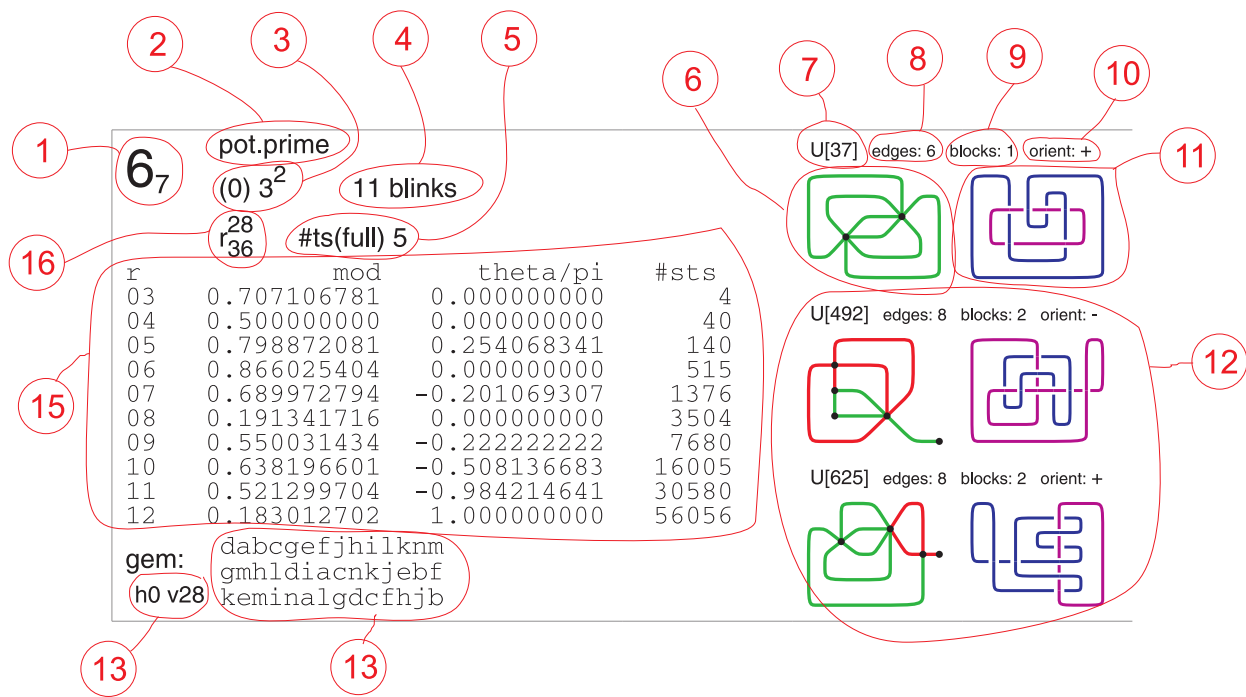 2 3 4 5
6 7 8 9 10
1 11
6₇ pot.prime
(0) 3² 11 blinks
r₃₆²⁸ #ts(full) 5
16
U[37] edges: 6 blocks: 1 orient: +
r mod theta/pi #sts
03 0.707106781 0.000000000 4
04 0.500000000 0.000000000 40
05 0.798872081 0.254068341 140
06 0.866025404 0.000000000 515
07 0.689972794 -0.201069307 1376
08 0.191341716 0.000000000 3504
09 0.550031434 -0.222222222 7680
10 0.638196601 -0.508136683 16005
11 0.521299704 -0.984214641 30580
12 0.183012702 1.000000000 56056
15
U[492] edges: 8 blocks: 2 orient: -
12
U[625] edges: 8 blocks: 2 orient: +
gem:
h0 v28
dabcgefjhilknm
gmhldiacnkjebf
keminalgdcfhjb
13 13